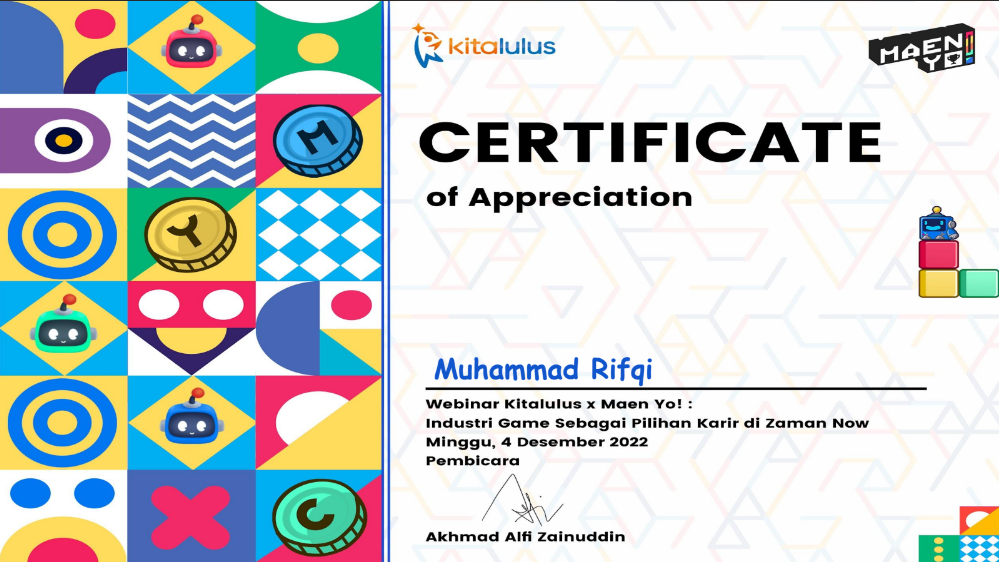 kitalulus
MAEN
YO!
CERTIFICATE
of Appreciation
Muhammad Rifqi
Webinar Kitalulus x Maen Yo! :
Industri Game Sebagai Pilihan Karir di Zaman Now
Minggu, 4 Desember 2022
Pembicara
Akhmad Alfi Zainuddin